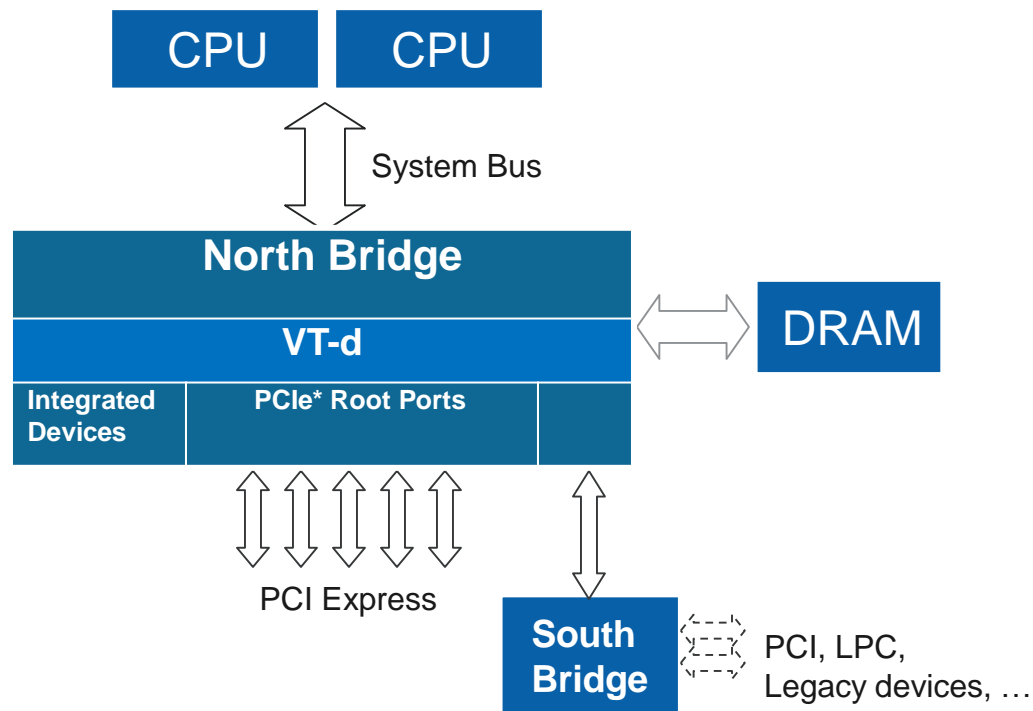 CPU
CPU
System Bus
North Bridge
VT-d
DRAM
Integrated
Devices
PCIe* Root Ports
PCI Express
South
Bridge
PCI, LPC,
Legacy devices, …